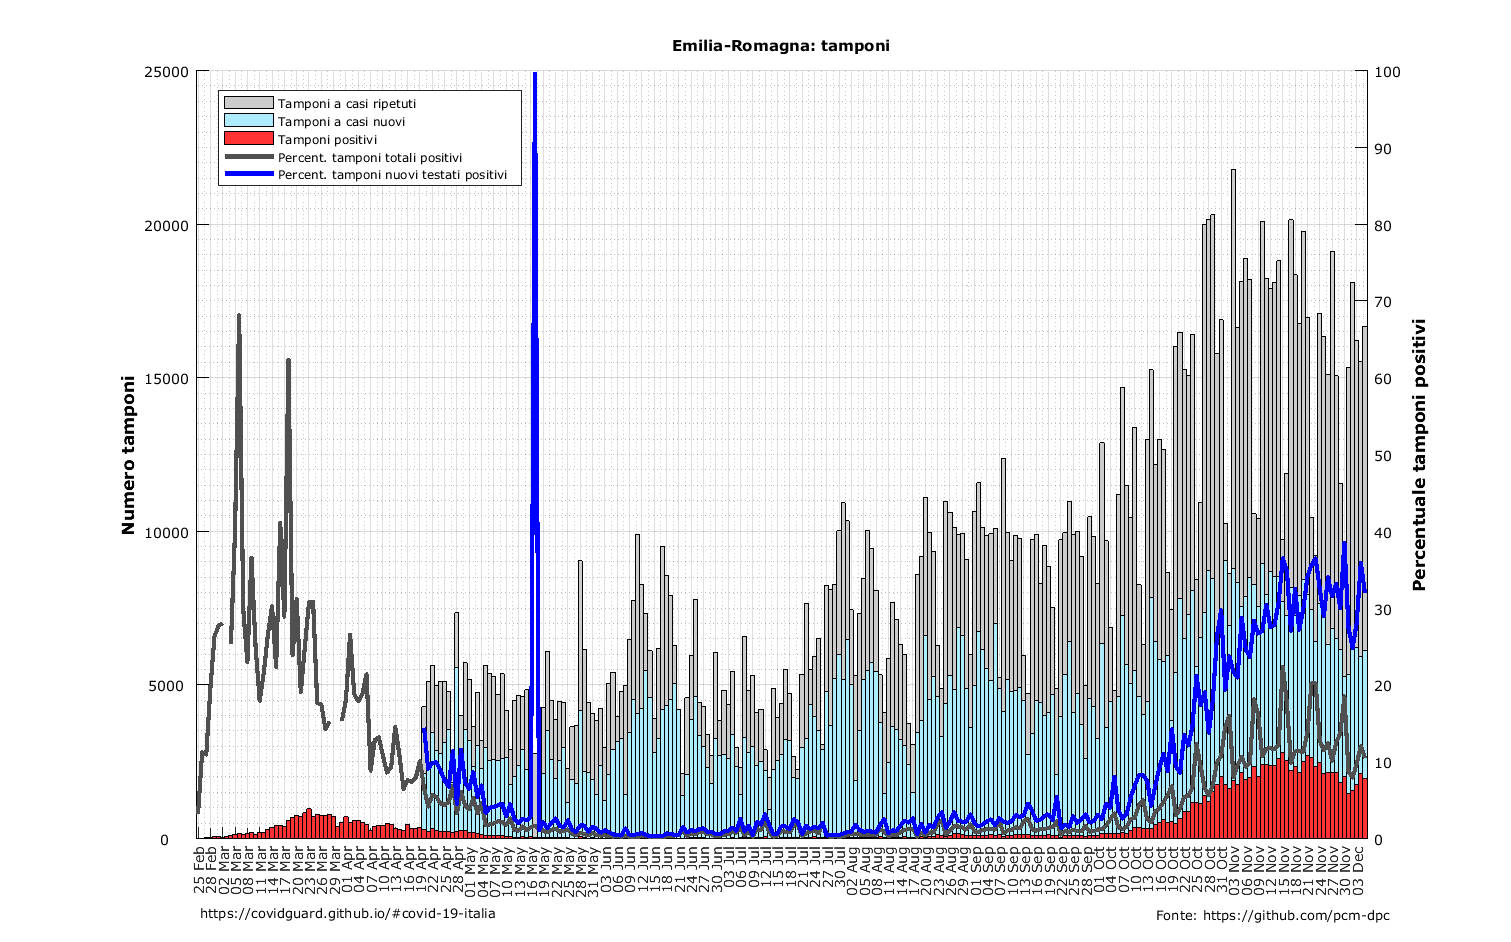 Emilia-Romagna: tamponi
Tamponi a casi ripetuti
Tamponi a casi nuovi
Tamponi positivi
Percent. tamponi totali positivi
Percent. tamponi nuovi testati positivi
Numero tamponi
25000
20000
15000
10000
5000
0
100
90
80
70
60
50
40
30
20
10
0
Percentuale tamponi positivi
25 Feb
28 Feb
02 Mar
05 Mar
08 Mar
11 Mar
14 Mar
17 Mar
20 Mar
23 Mar
26 Mar
29 Mar
01 Apr
04 Apr
07 Apr
10 Apr
13 Apr
16 Apr
19 Apr
22 Apr
25 Apr
28 Apr
01 May
04 May
07 May
10 May
13 May
16 May
19 May
22 May
25 May
28 May
31 May
03 Jun
06 Jun
09 Jun
12 Jun
15 Jun
18 Jun
21 Jun
24 Jun
27 Jun
30 Jun
03 Jul
06 Jul
09 Jul
12 Jul
15 Jul
18 Jul
21 Jul
24 Jul
27 Jul
30 Jul
02 Aug
05 Aug
08 Aug
11 Aug
14 Aug
17 Aug
20 Aug
23 Aug
26 Aug
29 Aug
01 Sep
04 Sep
07 Sep
10 Sep
13 Sep
16 Sep
19 Sep
22 Sep
25 Sep
28 Sep
01 Oct
04 Oct
07 Oct
10 Oct
13 Oct
16 Oct
19 Oct
22 Oct
25 Oct
28 Oct
31 Oct
03 Nov
06 Nov
09 Nov
12 Nov
15 Nov
18 Nov
21 Nov
24 Nov
27 Nov
30 Nov
03 Dec
https://covidguard.github.io/#covid-19-italia
Fonte: https://github.com/pcm-dpc